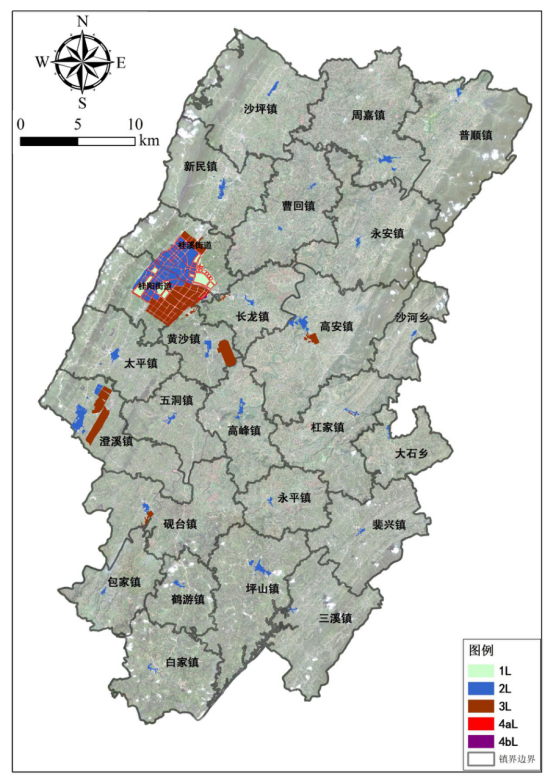 N
W
E
S
0
5
10
km
沙坪镇
周嘉镇
普顺镇
新民镇
曹回镇
永安镇
桂溪街道
桂阳街道
长龙镇
高安镇
沙河乡
黄沙镇
太平镇
五洞镇
澄溪镇
高峰镇
杠家镇
大石乡
永平镇
砚台镇
裴兴镇
包家镇
鹤游镇
坪山镇
三溪镇
白家镇
图例
1L
2L
3L
4aL
4bL
镇界边界